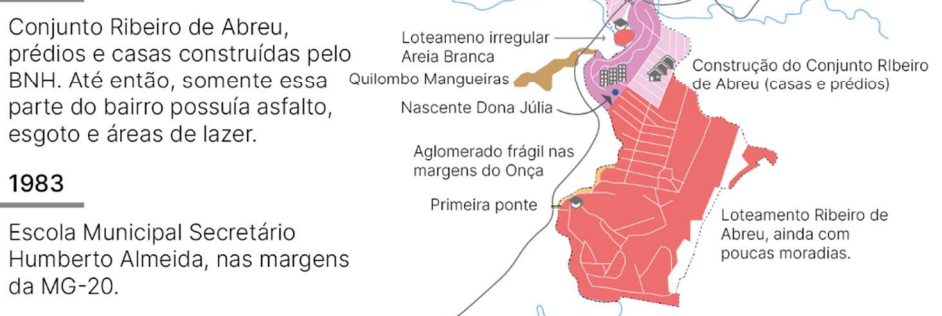 Conjunto Ribeiro de Abreu,
prédios e casas construídas pelo
BNH. Até então, somente essa
parte do bairro possuía asfalto,
esgoto e áreas de lazer.
1983
Escola Municipal Secretário
Humberto Almeida, nas margens
da MG-20.
Loteameno irregular
Areia Branca
Quilombo Mangueiras
Nascente Dona Júlia
Aglomerado frágil nas
margens do Onça
Primeira ponte
Construção do Conjunto RIbeiro
de Abreu (casas e prédios)
Loteamento Ribeiro de
Abreu, ainda com
poucas moradias.